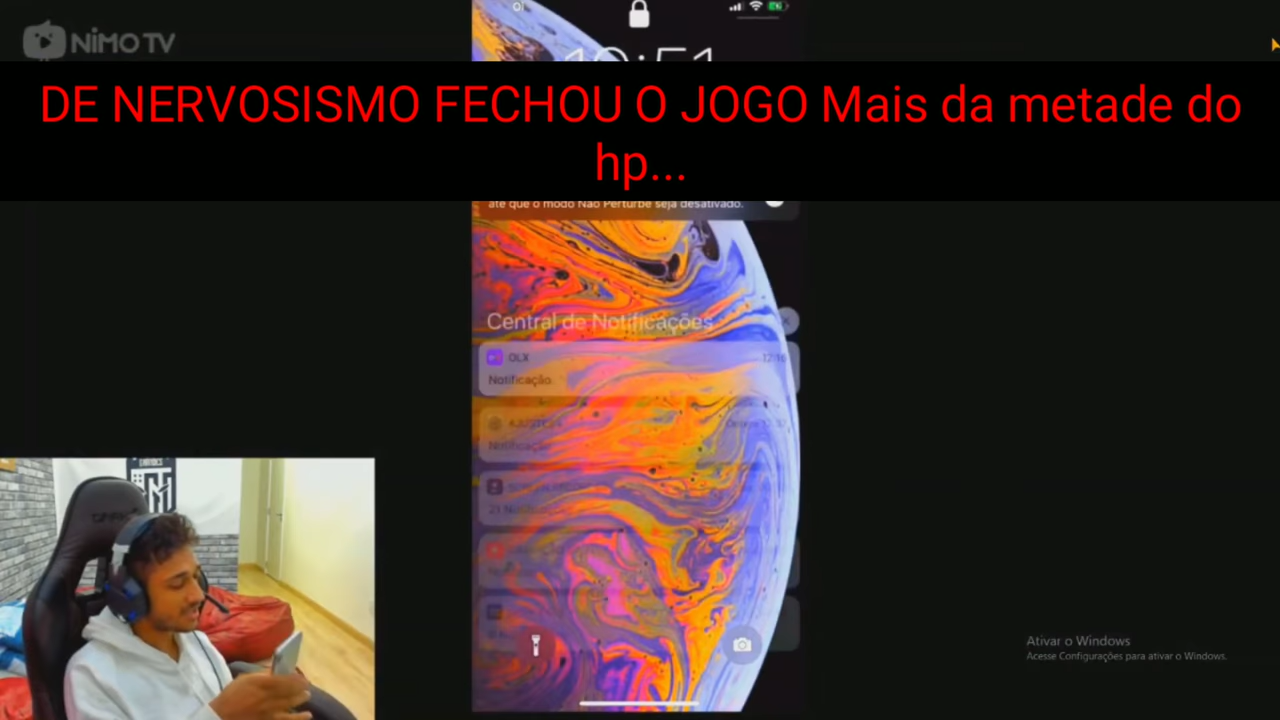 NIMO TV
DE NERVOSISMO FECHOU O JOGO Mais da metade do
hp...
até que o modo Não Perturbe seja desativado.
Central de Notificações
OLX
Notificação
AJUSTES
Ativar o Windows
Acesse Configurações para ativar o Windows.